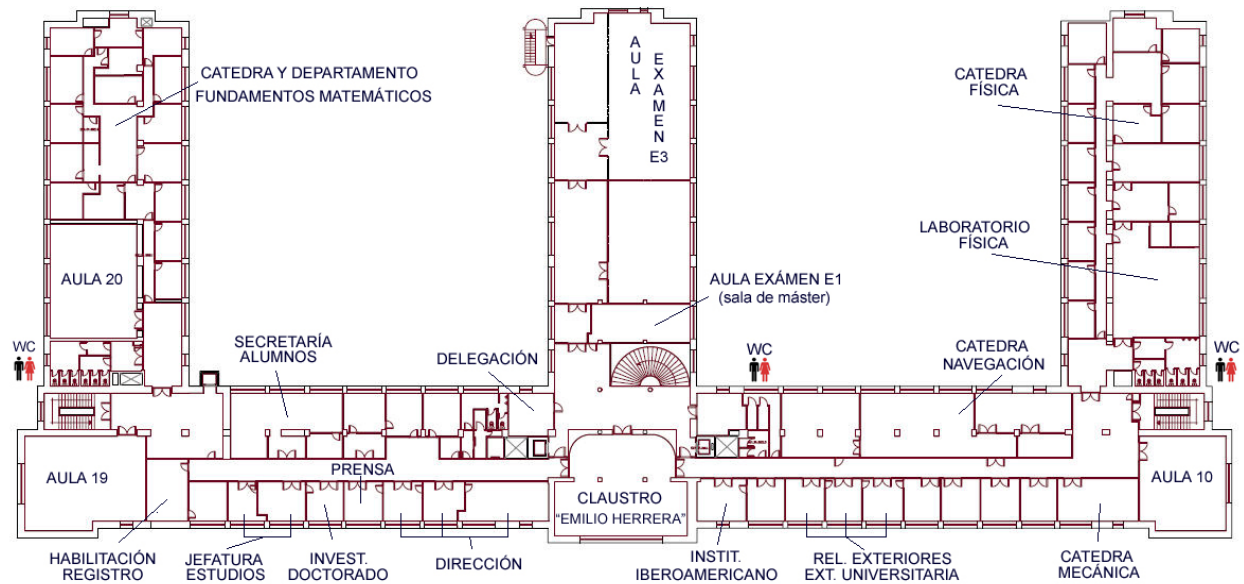 CATEDRA Y DEPARTAMENTO
FUNDAMENTOS MATEMÁTICOS
AULA
EXAMEN
E3
CATEDRA
FÍSICA
LABORATORIO
FÍSICA
AULA 20
AULA EXÁMEN E1
(sala de máster)
WC
SECRETARÍA
ALUMNOS
DELEGACIÓN
WC
CATEDRA
NAVEGACIÓN
WC
AULA 19
PRENSA
CLAUSTRO
“EMILIO HERRERA”
AULA 10
HABILITACIÓN
REGISTRO
JEFATURA
ESTUDIOS
INVEST.
DOCTORADO
DIRECCIÓN
INSTIT.
IBEROAMERICANO
REL. EXTERIORES
EXT. UNIVERSITARIA
CATEDRA
MECÁNICA